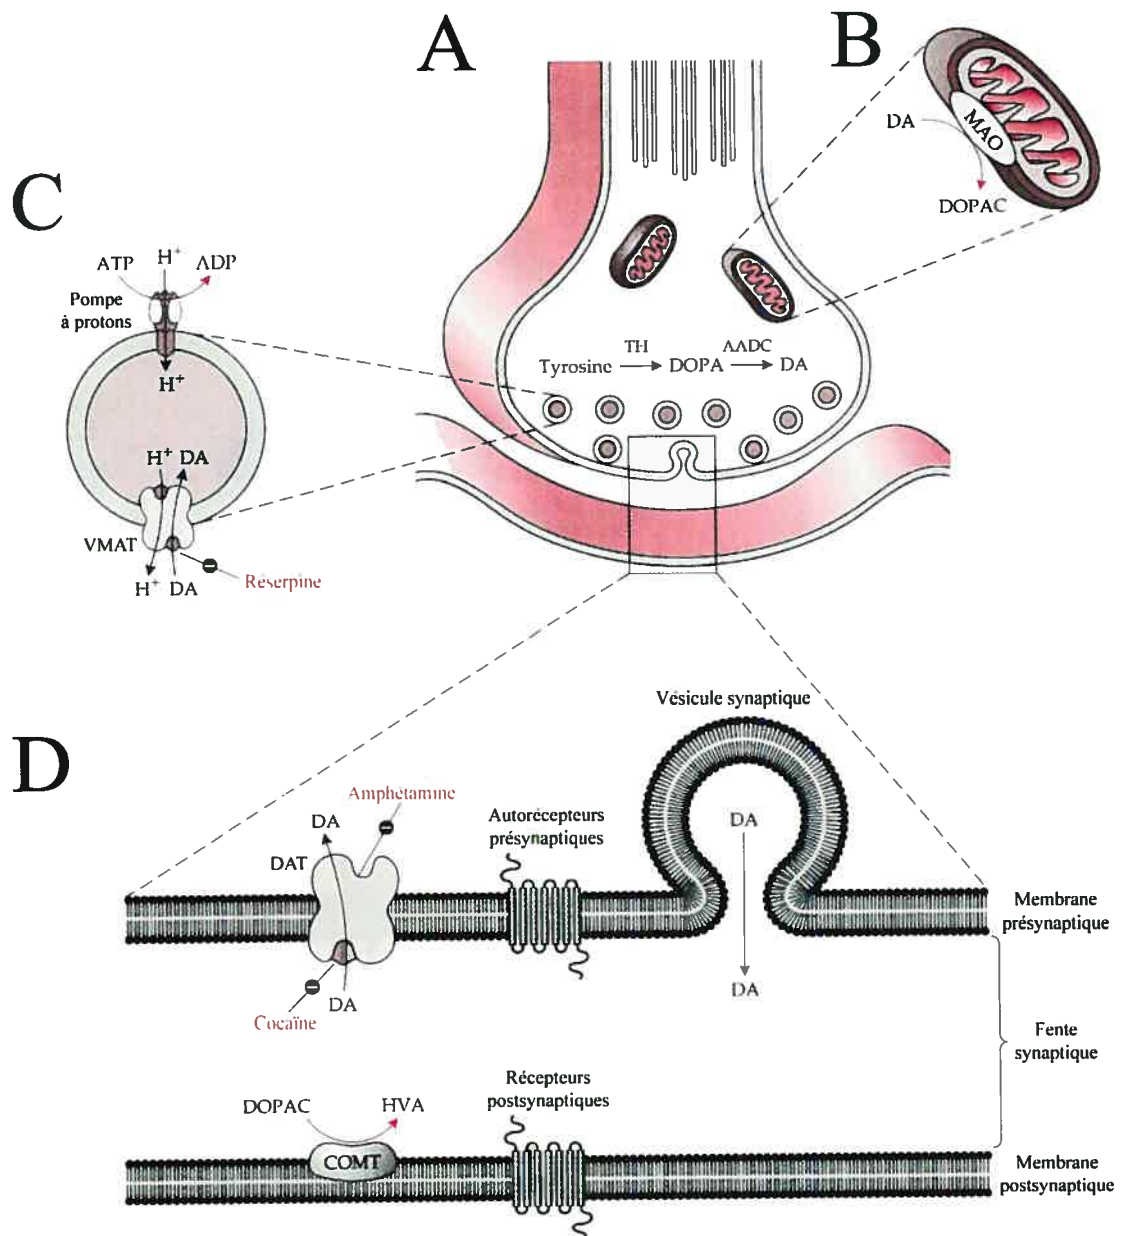 A
B
DA
MAO
DOPAC
C
ATP
H+
ADP
Pompe
à protons
H+
H+ DA
VMAT
H+ DA
Réserpine
TH
AADC
Tyrosine
DOPA
DA
Vésicule synaptique
D
Amphétamine
DA
DAT
Autorécepteurs
présynaptiques
DA
Membrane
présynaptique
DA
DA
Cocaïne
Fente
synaptique
Récepteurs
postsynaptiques
DOPAC
HVA
COMT
Membrane
postsynaptique